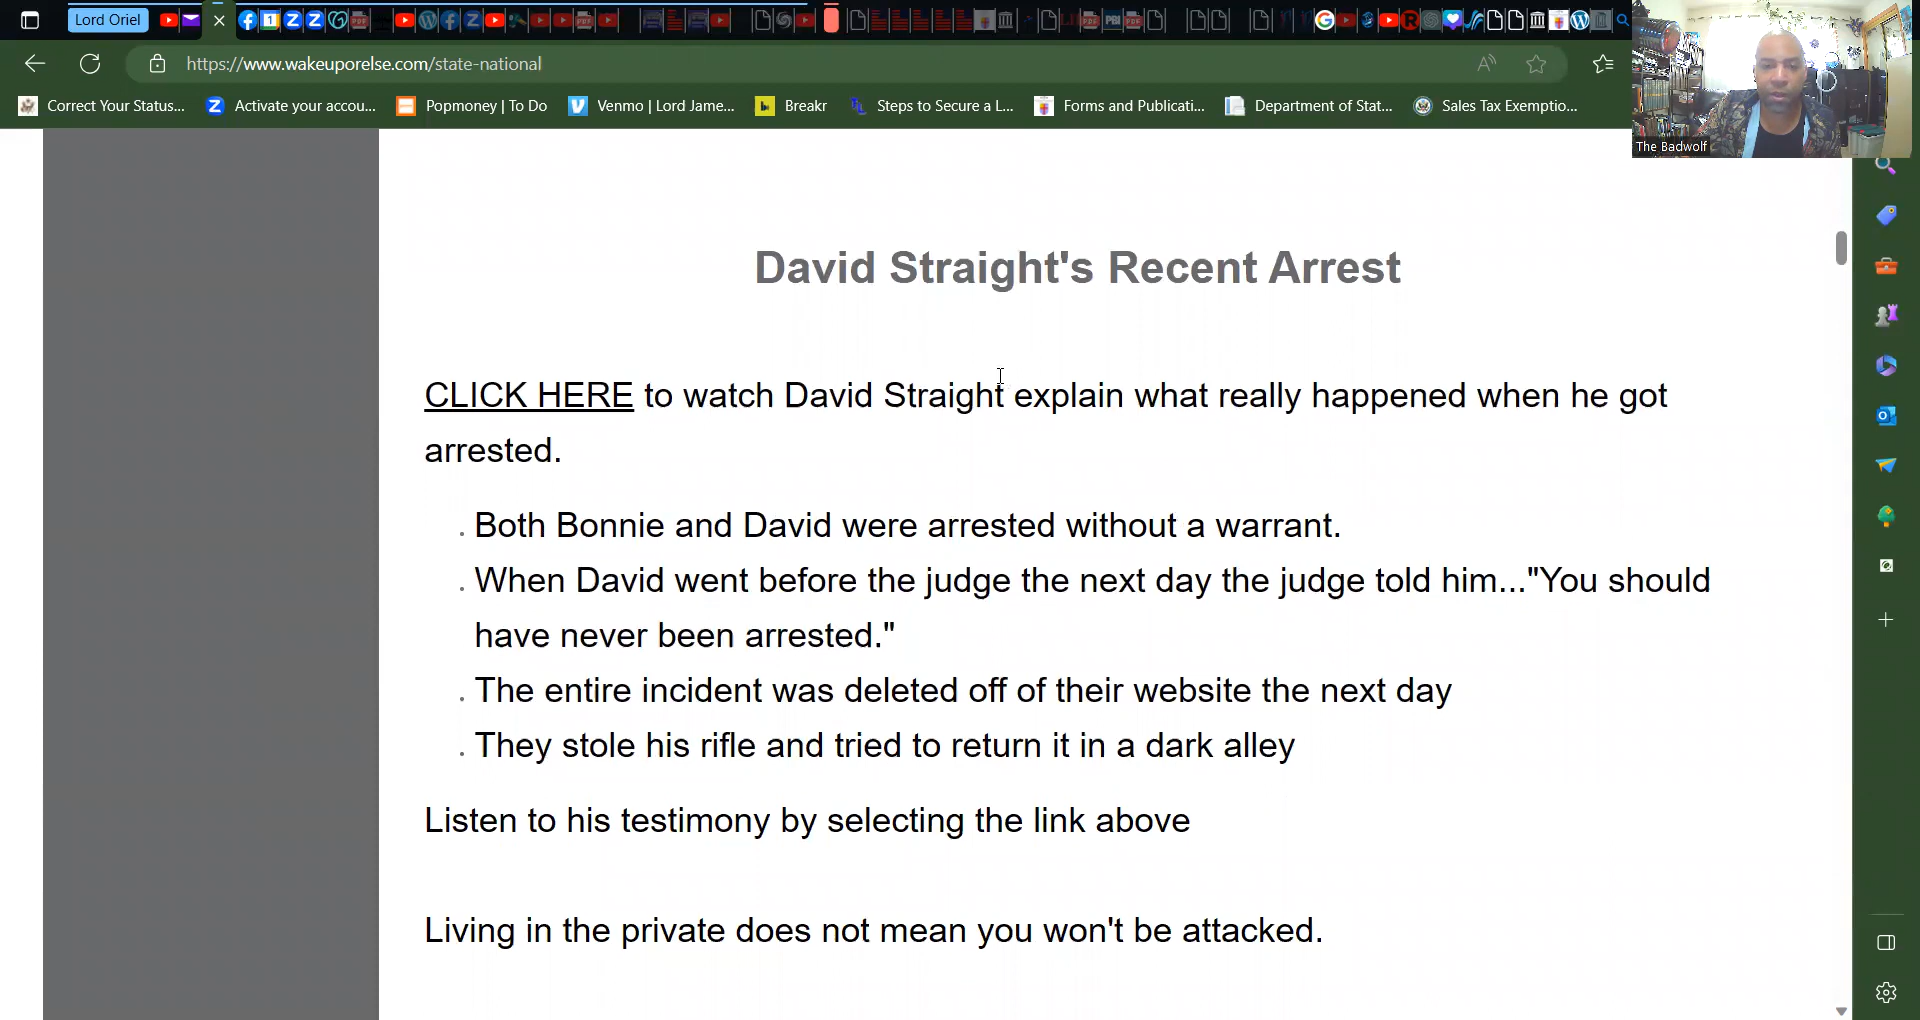 Lord Oriel
https://www.wakeuporelse.com/state-national
Correct Your Status...
Activate your accou...
Popmoney | To Do
Venmo | Lord Jame...
Breakr
Steps to Secure a L...
Forms and Publicati...
Department of Stat...
Sales Tax Exemptio...
The Badwolf
David Straight's Recent Arrest
CLICK HERE to watch David Straight explain what really happened when he got
arrested.
Both Bonnie and David were arrested without a warrant.
When David went before the judge the next day the judge told him..."You should
have never been arrested."
The entire incident was deleted off of their website the next day
They stole his rifle and tried to return it in a dark alley
Listen to his testimony by selecting the link above
Living in the private does not mean you won't be attacked.